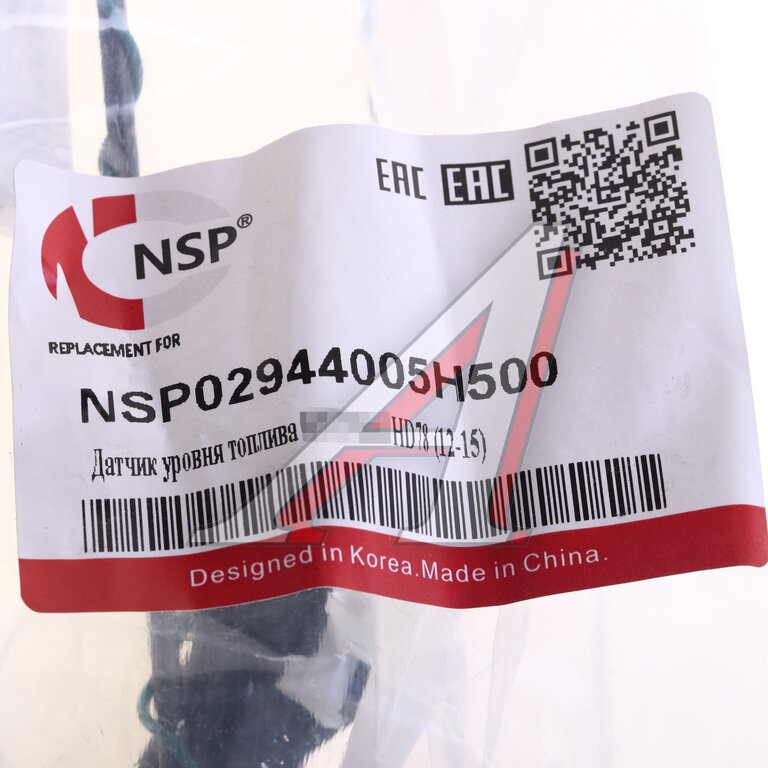 EAC EAC
NSP®
REPLACEMENT FOR
NSP02944005H500
Датчик уровня топлива HD78 (12-15)
Designed in Korea.Made in China.